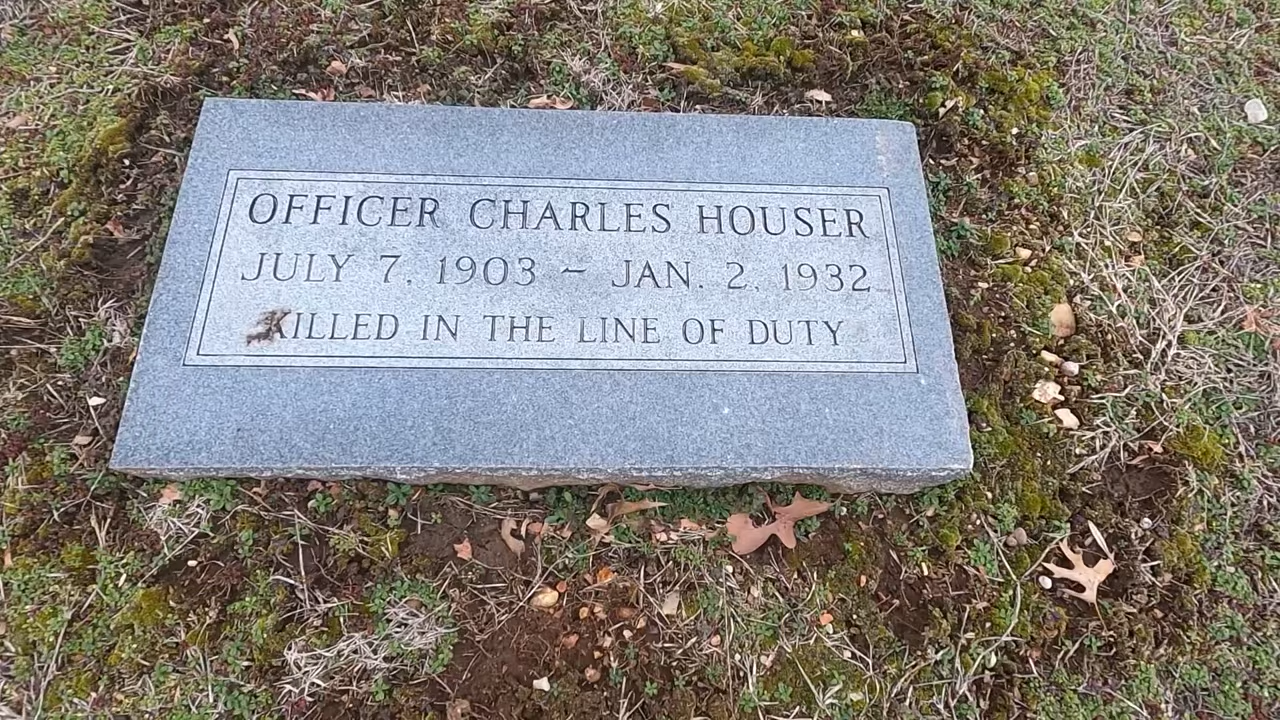 OFFICER CHARLES HOUSER
JULY 7, 1903 – JAN. 2, 1932
KILLED IN THE LINE OF DUTY